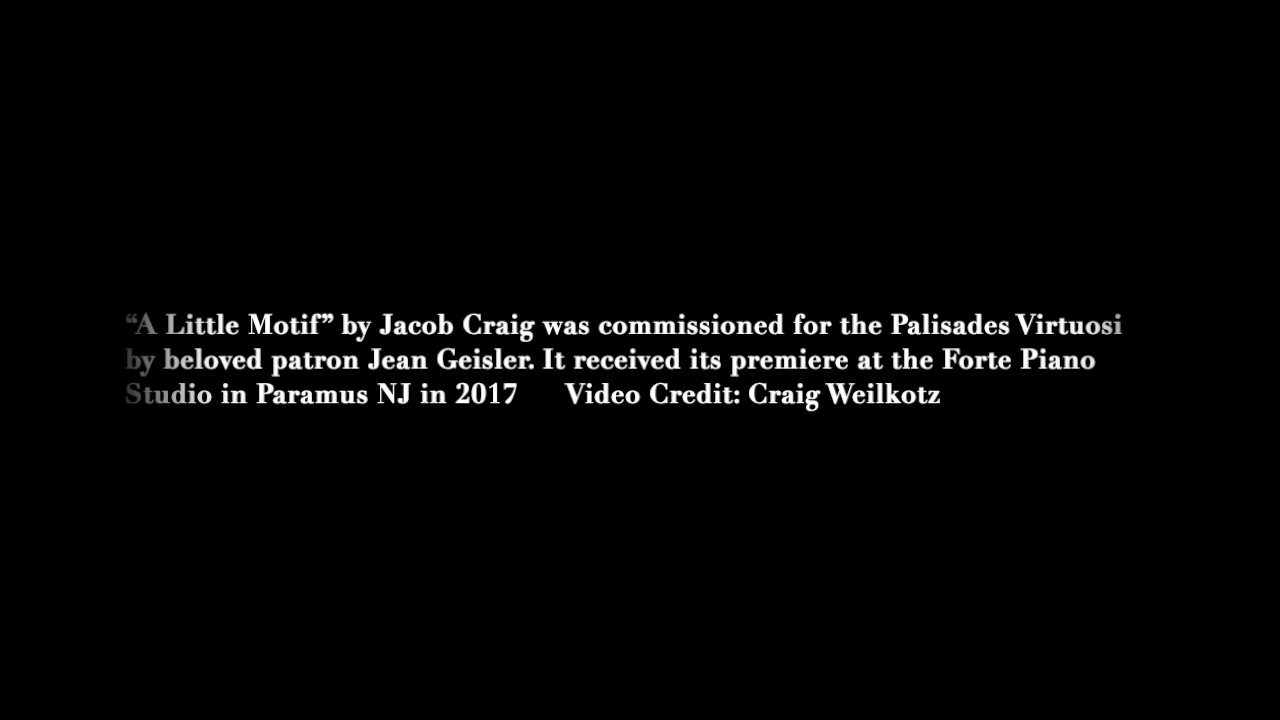 “A Little Motif” by Jacob Craig was commissioned for the Palisades Virtuosi
by beloved patron Jean Geisler. It received its premiere at the Forte Piano
Studio in Paramus NJ in 2017 Video Credit: Craig Weilkotz